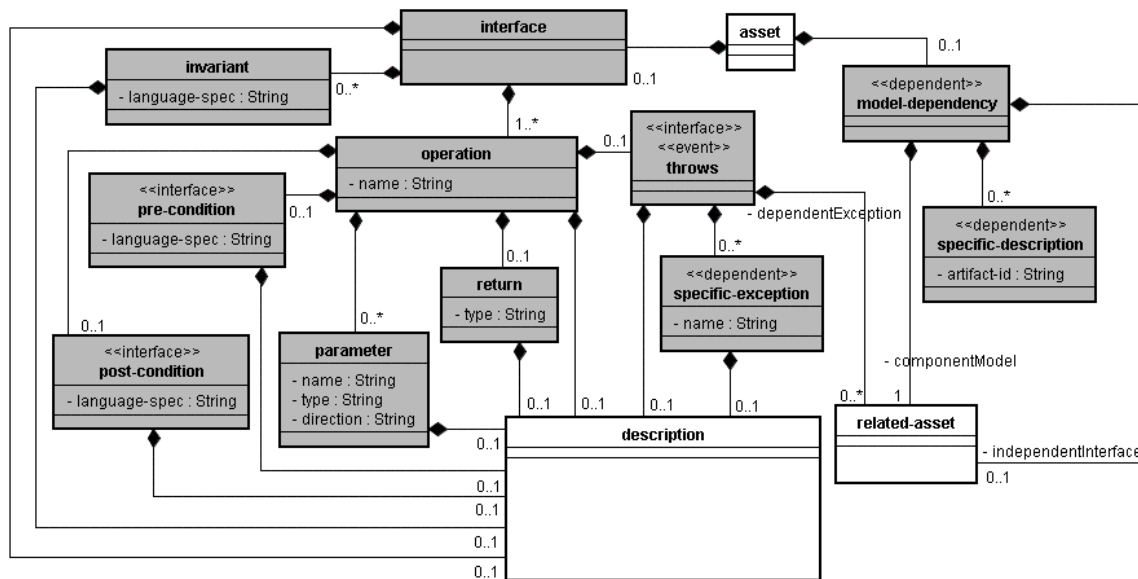 interface
asset
0..1
0..1
invariant
- language-spec : String
0..*
<<dependent>>
model-dependency
1..*
operation
- name : String
0..1
<<interface>>
<<event>>
throws
<<interface>>
pre-condition
- language-spec : String
0..1
- dependentException
0..*
<<dependent>>
specific-description
- artifact-id : String
0..1
0..*
<<dependent>>
specific-exception
- name : String
return
- type : String
0..1
0..*
<<interface>>
post-condition
- language-spec : String
parameter
- name : String
- type : String
- direction : String
- componentModel
0..1
0..1
0..1
0..1
0..*
1
description
related-asset
0..1
- independentInterface
0..1
0..1
0..1
0..1
0..1